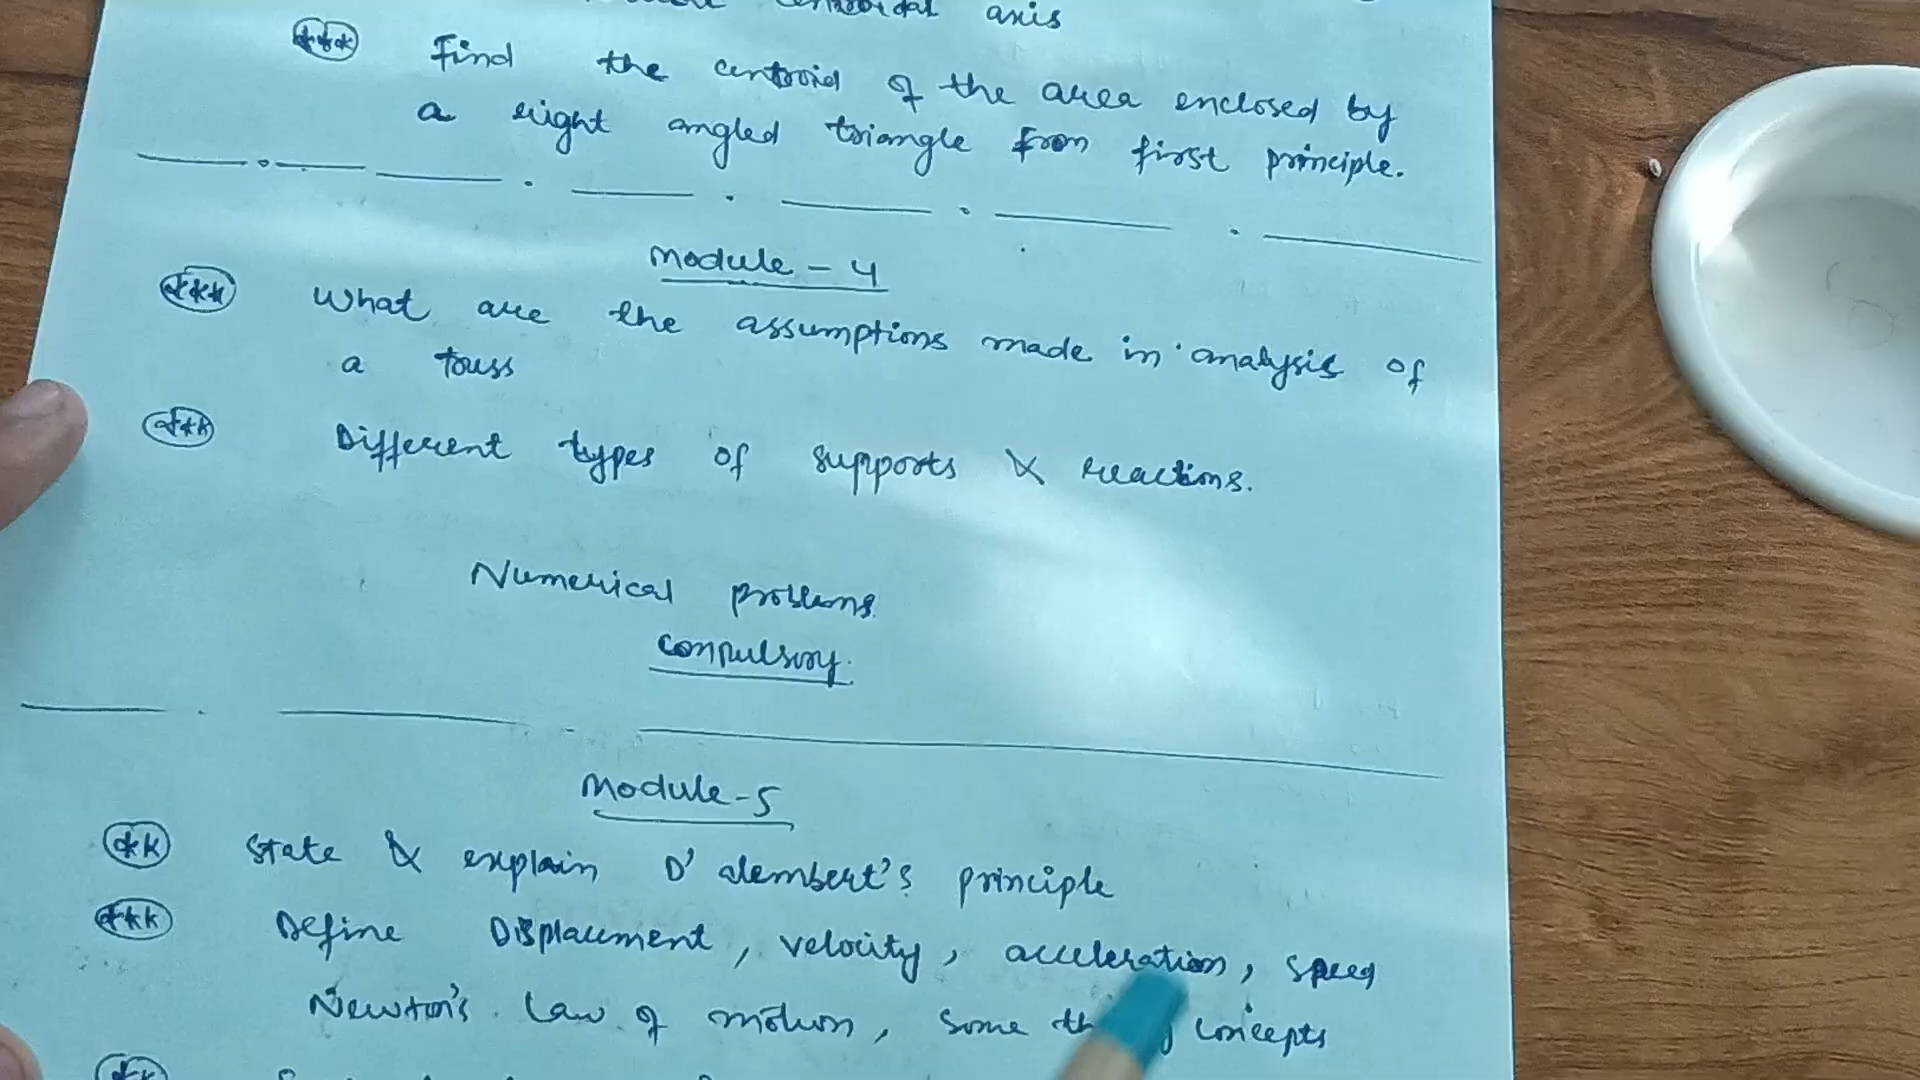 centroidal axis
*** Find the centroid of the area enclosed by
a right angled triangle from first principle.
Module - 4
*** What are the assumptions made in analysis of
a truss
*** Different types of supports & reactions.
Numerical problems
compulsory.
Module-5
** State & explain D'alembert's principle
*** Define Displacement, velocity, acceleration, speed
Newton's Law of motion, some concepts
**